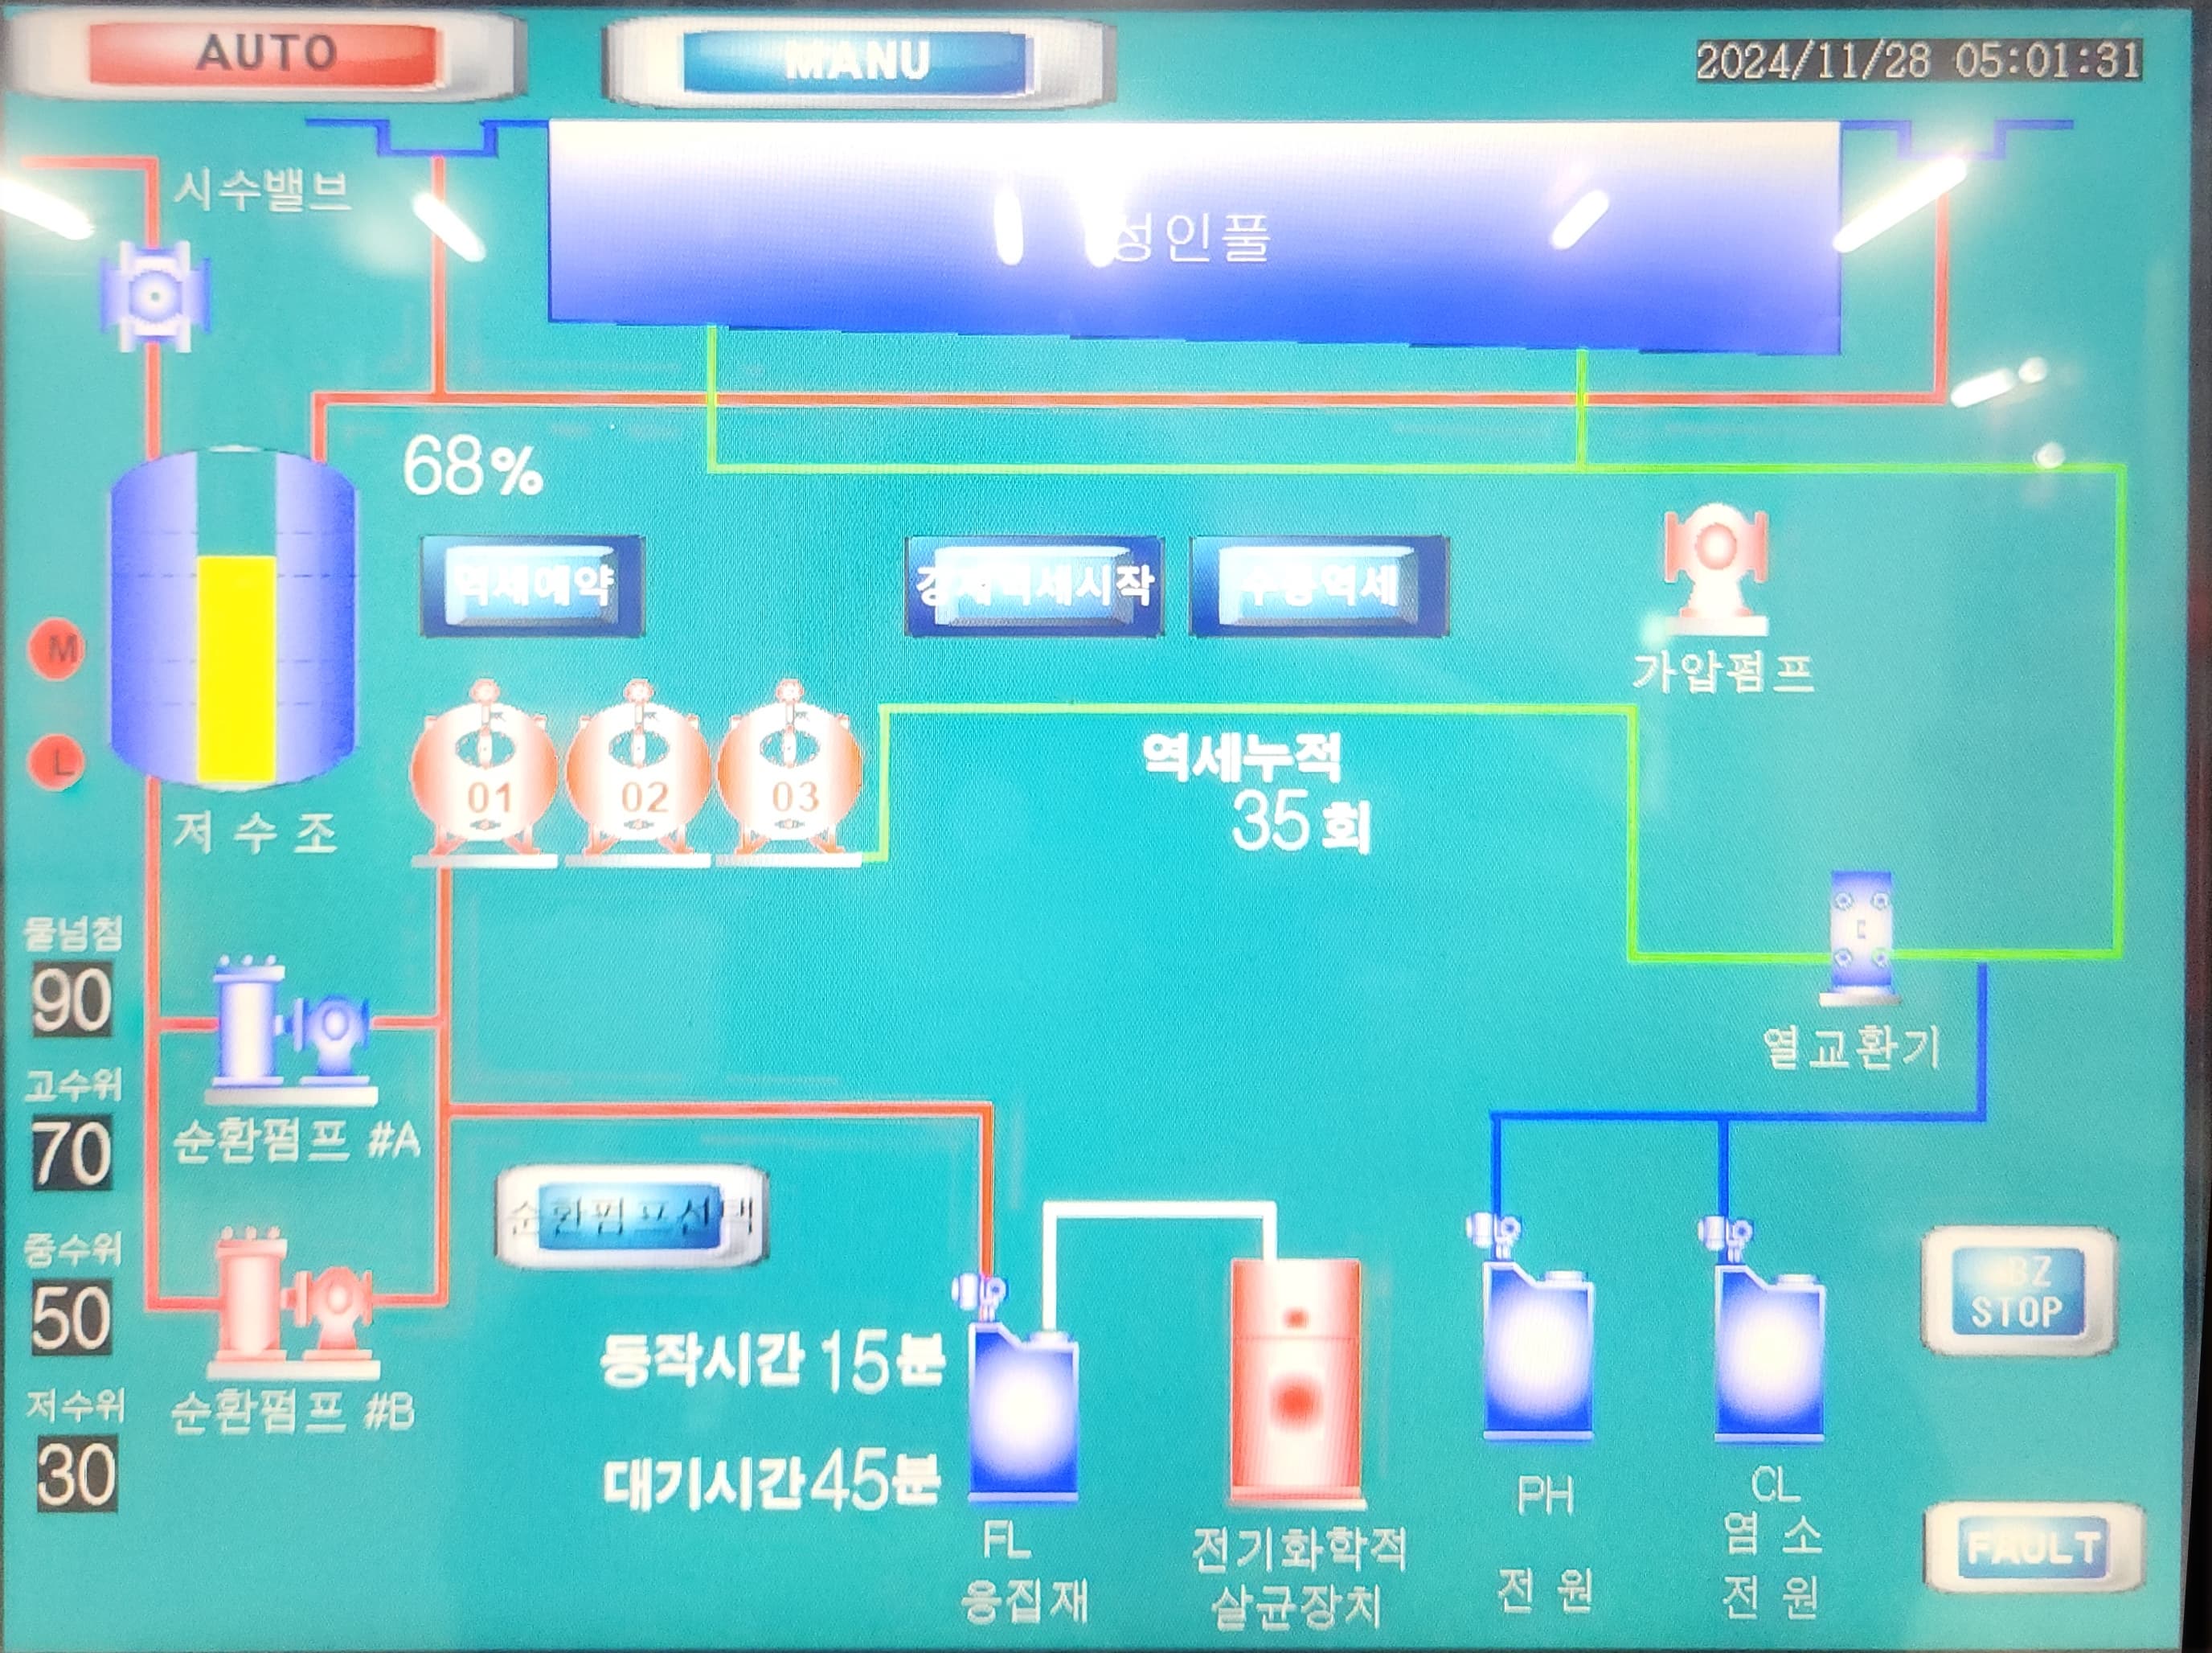 AUTO
MANU
2024/11/28 05:01:31
시수밸브
성인풀
68%
역세예약
강제역세시작
수동역세
M
L
가압펌프
01
02
03
역세누적
35회
저수조
물넘침
90
고수위
70
중수위
50
저수위
30
열교환기
순환펌프 #A
순환펌프선택
순환펌프 #B
동작시간 15분
대기시간 45분
BZ
STOP
FL
응집재
전기화학적
살균장치
PH
전원
CL
염소
전원
FAULT